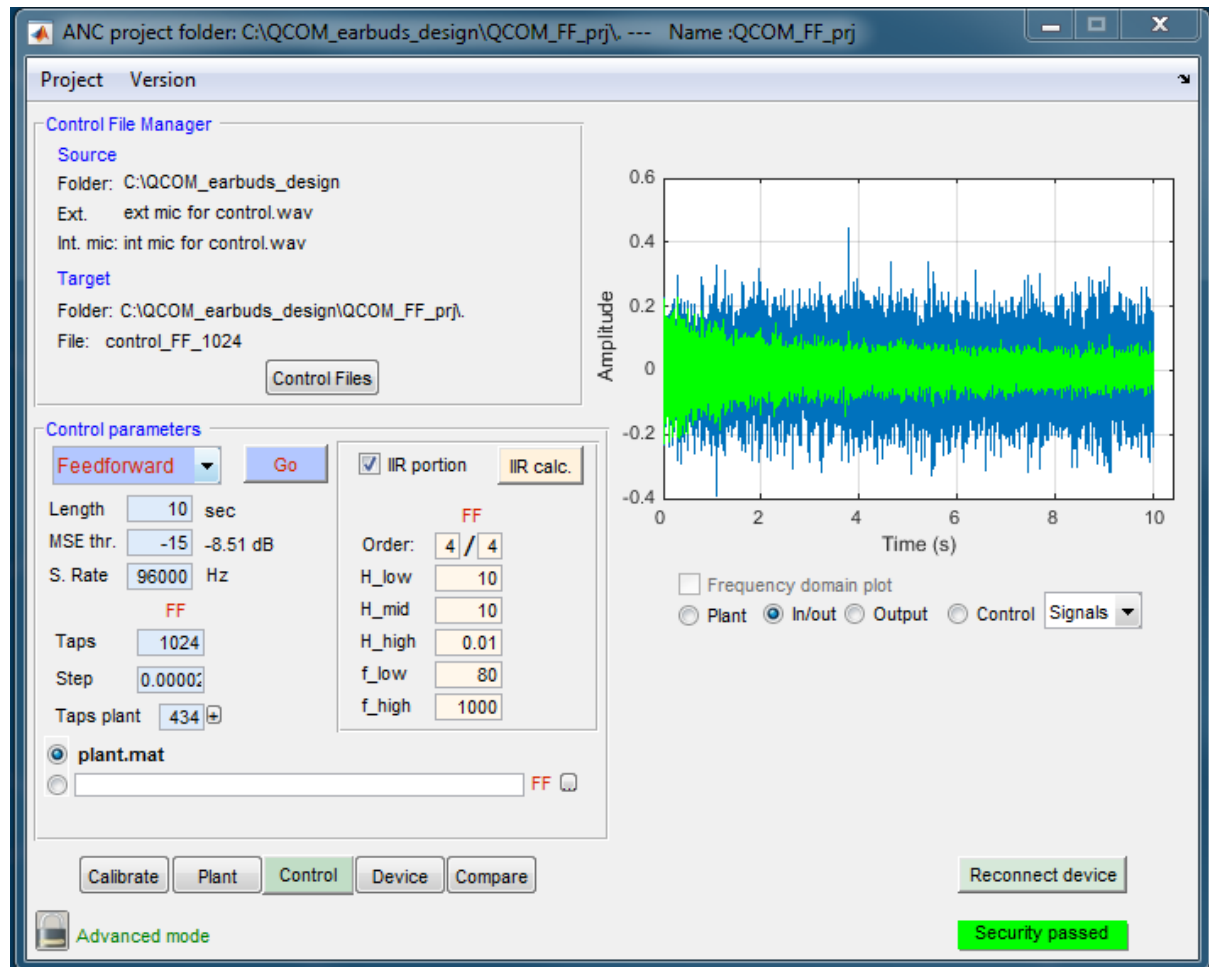 ANC project folder: C:\QCOM_earbuds_design\QCOM_FF_prj\, --- Name :QCOM_FF_prj
Project Version
Control File Manager
Source
Folder: C:\QCOM_earbuds_design
Ext. ext mic for control.wav
Int. mic: int mic for control.wav
Target
Folder: C:\QCOM_earbuds_design\QCOM_FF_prj\.
File: control_FF_1024
Control Files
Control parameters
Feedforward Go
Length 10 sec
MSE thr. -15 -8.51 dB
S. Rate 96000 Hz
FF
Taps 1024
Step 0.00002
Taps plant 434 +
IIR portion IIR calc.
FF
Order: 4 / 4
H_low 10
H_mid 10
H_high 0.01
f_low 80
f_high 1000
plant.mat
FF ...
0.6
0.4
0.2
0
-0.2
-0.4
Amplitude
0 2 4 6 8 10
Time (s)
Frequency domain plot
Plant In/out Output Control Signals
Calibrate Plant Control Device Compare
Reconnect device
Advanced mode
Security passed